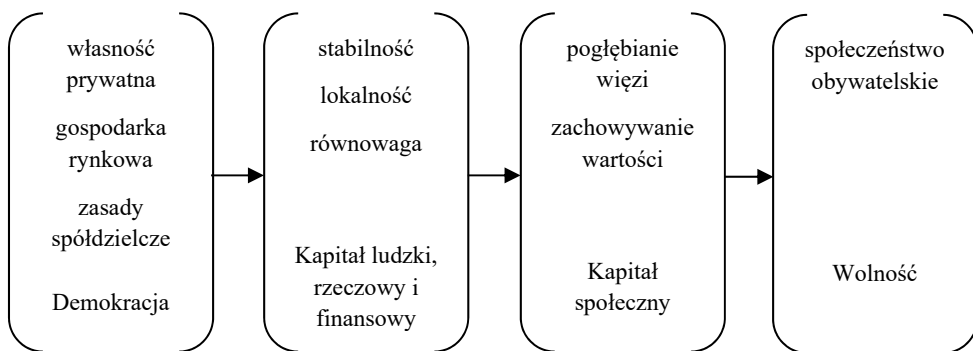 własność
prywatna
gospodarka
rynkowa
zasady
spółdzielcze
Demokracja
stabilność
lokalność
równowaga
Kapitał ludzki,
rzeczowy i
finansowy
pogłębianie
więzi
zachowywanie
wartości
Kapitał
społeczny
społeczeństwo
obywatelskie
Wolność